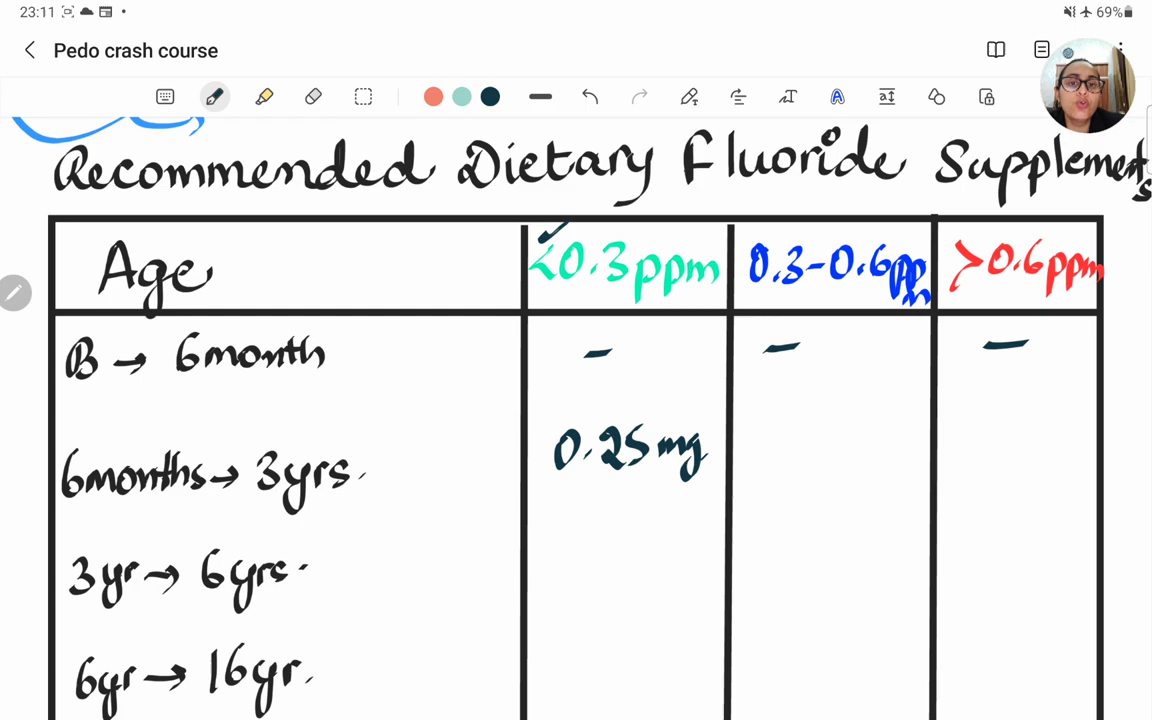 23:11 69%
Pedo crash course
Recommended Dietary Fluoride Supplements
Age <0.3ppm 0.3-0.6ppm >0.6ppm
B → 6month - - -
6months → 3yrs. 0.25mg
3yr → 6yrs.
6yr → 16yr.